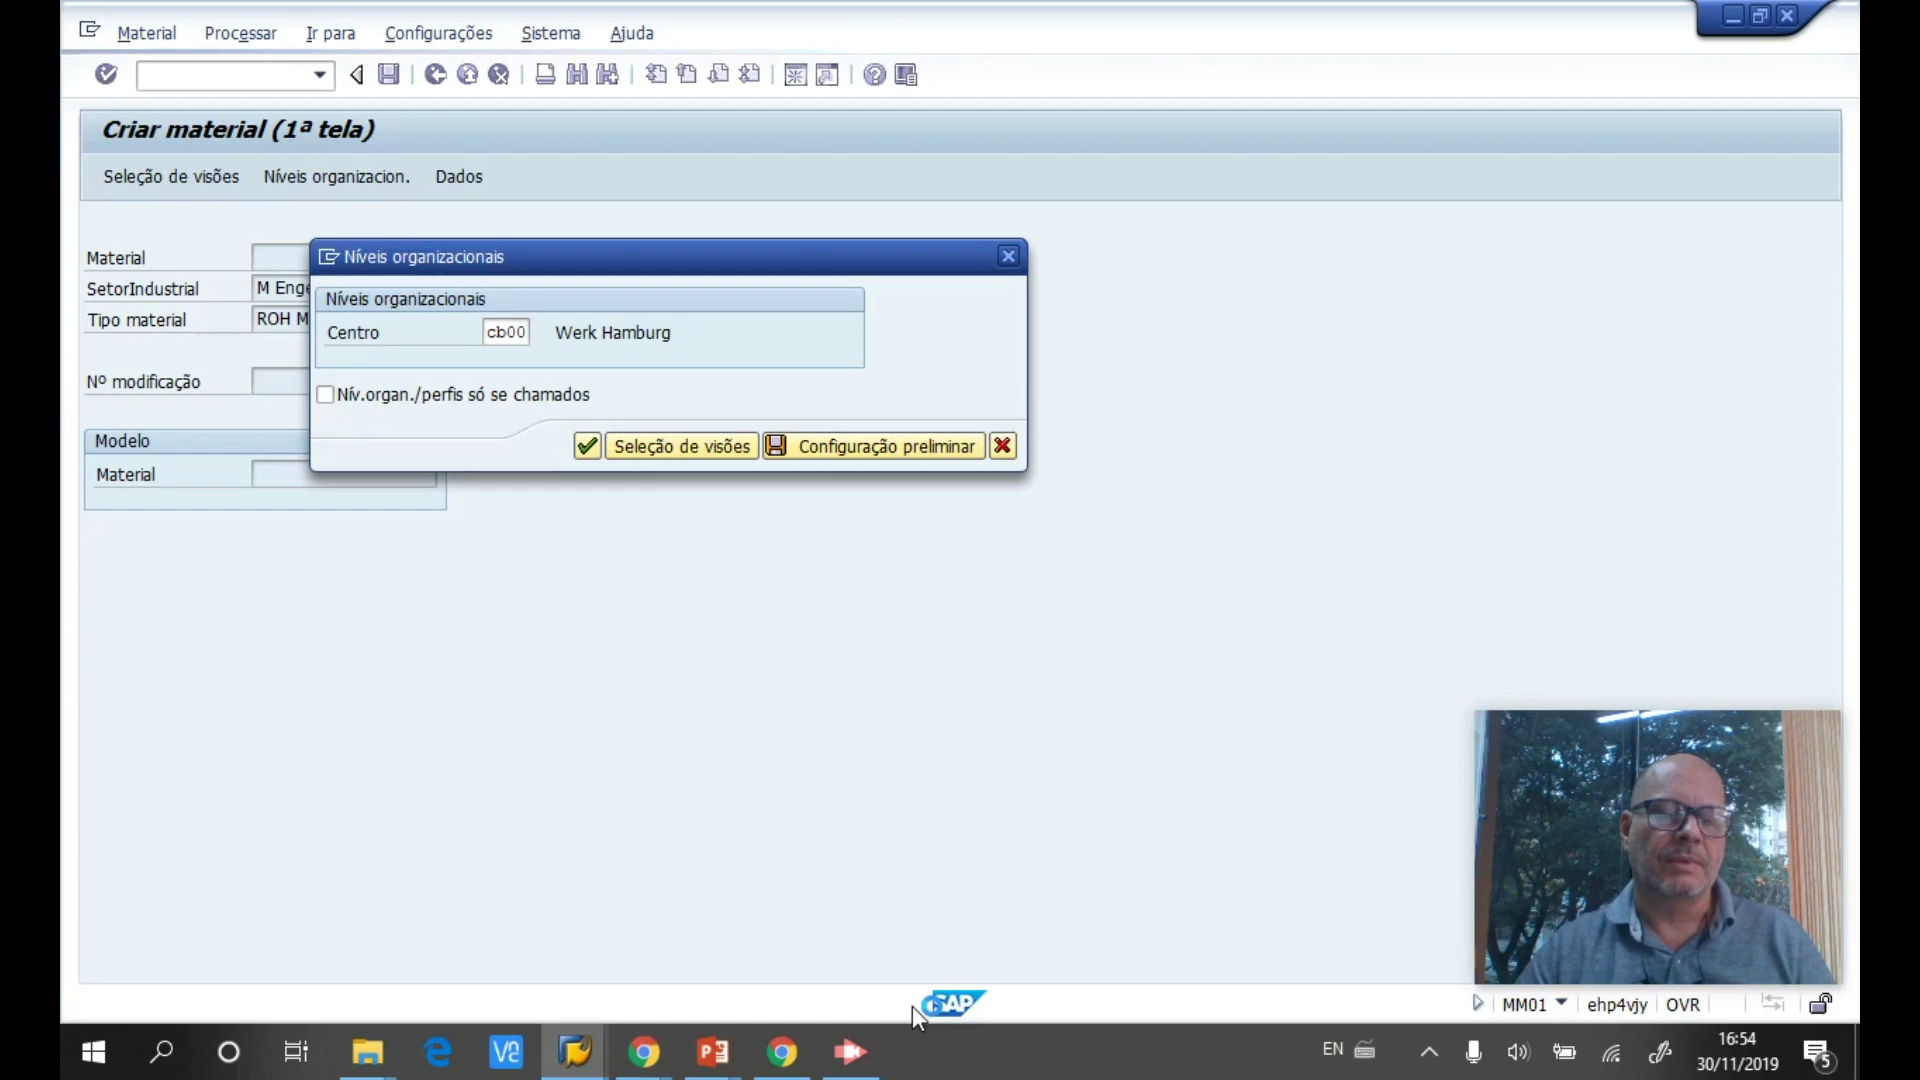 Material Processar Ir para Configurações Sistema Ajuda
Criar material (1ª tela)
Seleção de visões Níveis organizacion. Dados
Material
SetorIndustrial M Enge
Tipo material ROH M
Nº modificação
Modelo
Material
Níveis organizacionais
Níveis organizacionais
Centro cb00 Werk Hamburg
Nív.organ./perfis só se chamados
Seleção de visões Configuração preliminar
SAP
MM01 ehp4vjy OVR
EN
16:54
30/11/2019
5